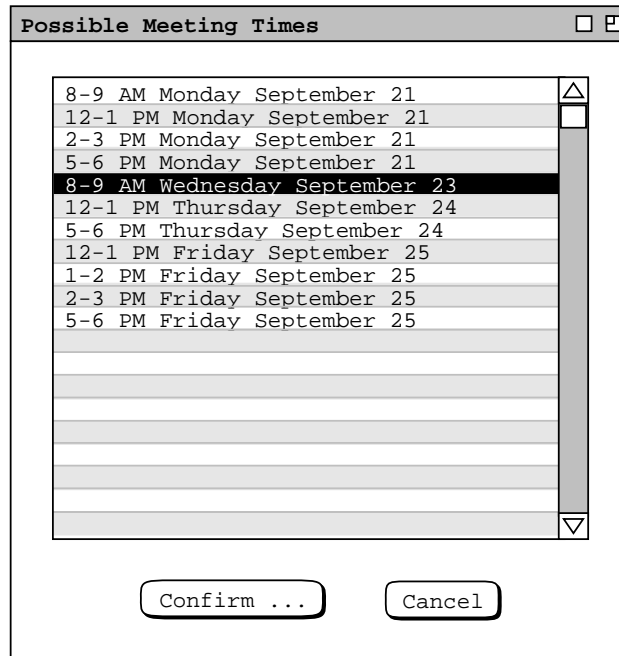 Possible Meeting Times
8-9 AM Monday September 21
12-1 PM Monday September 21
2-3 PM Monday September 21
5-6 PM Monday September 21
8-9 AM Wednesday September 23
12-1 PM Thursday September 24
5-6 PM Thursday September 24
12-1 PM Friday September 25
1-2 PM Friday September 25
2-3 PM Friday September 25
5-6 PM Friday September 25
Confirm ... Cancel